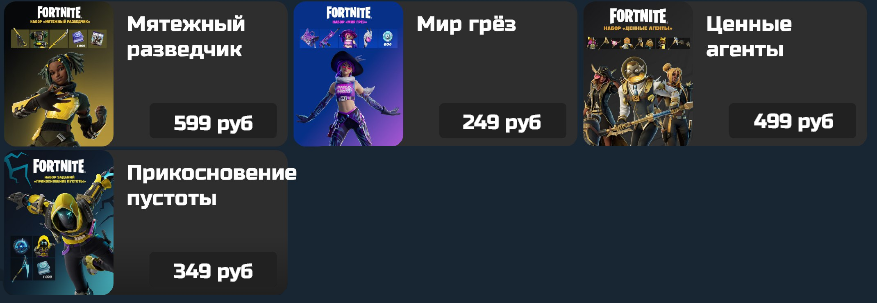 FORTNITE
НАБОР «МЯТЕЖНЫЙ РАЗВЕДЧИК»
Мятежный
разведчик
599 руб
FORTNITE
Мир грёз
249 руб
FORTNITE
НАБОР «ЦЕННЫЕ АГЕНТЫ»
Ценные
агенты
499 руб
FORTNITE
НАБОР ЗАДАНИЙ
«ПРИКОСНОВЕНИЕ ПУСТОТЫ»
Прикосновение
пустоты
349 руб